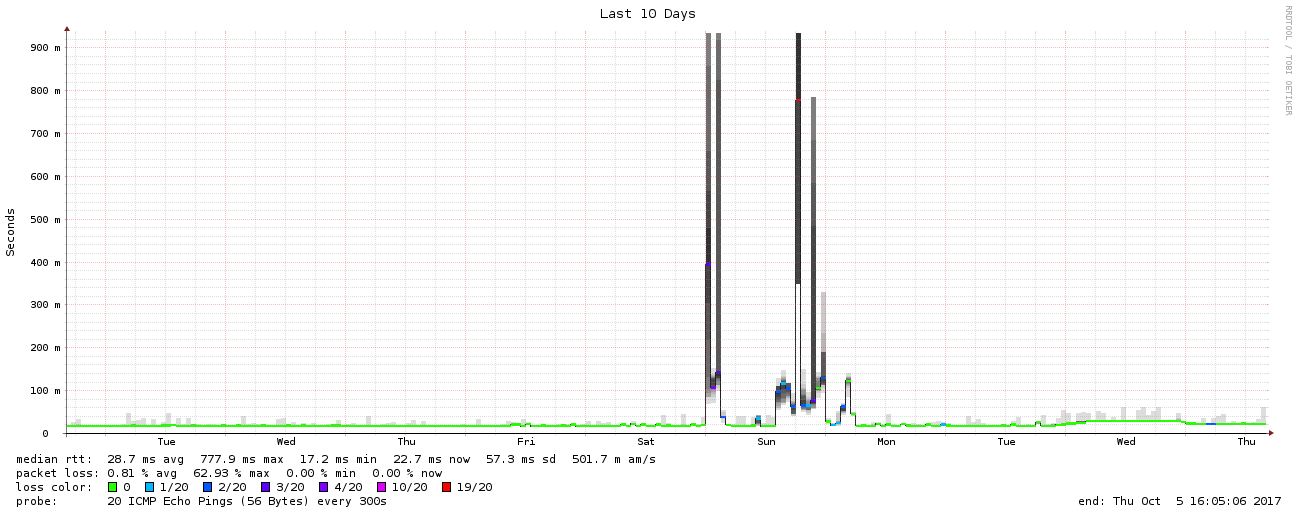 Last 10 Days
RRDTOOL / TOBI OETIKER
Seconds
900 m
800 m
700 m
600 m
500 m
400 m
300 m
200 m
100 m
0
Tue Wed Thu Fri Sat Sun Mon Tue Wed Thu
median rtt: 28.7 ms avg 777.9 ms max 17.2 ms min 22.7 ms now 57.3 ms sd 501.7 m am/s
packet loss: 0.81 % avg 62.93 % max 0.00 % min 0.00 % now
loss color: 0 1/20 2/20 3/20 4/20 10/20 19/20
probe: 20 ICMP Echo Pings (56 Bytes) every 300s end: Thu Oct 5 16:05:06 2017